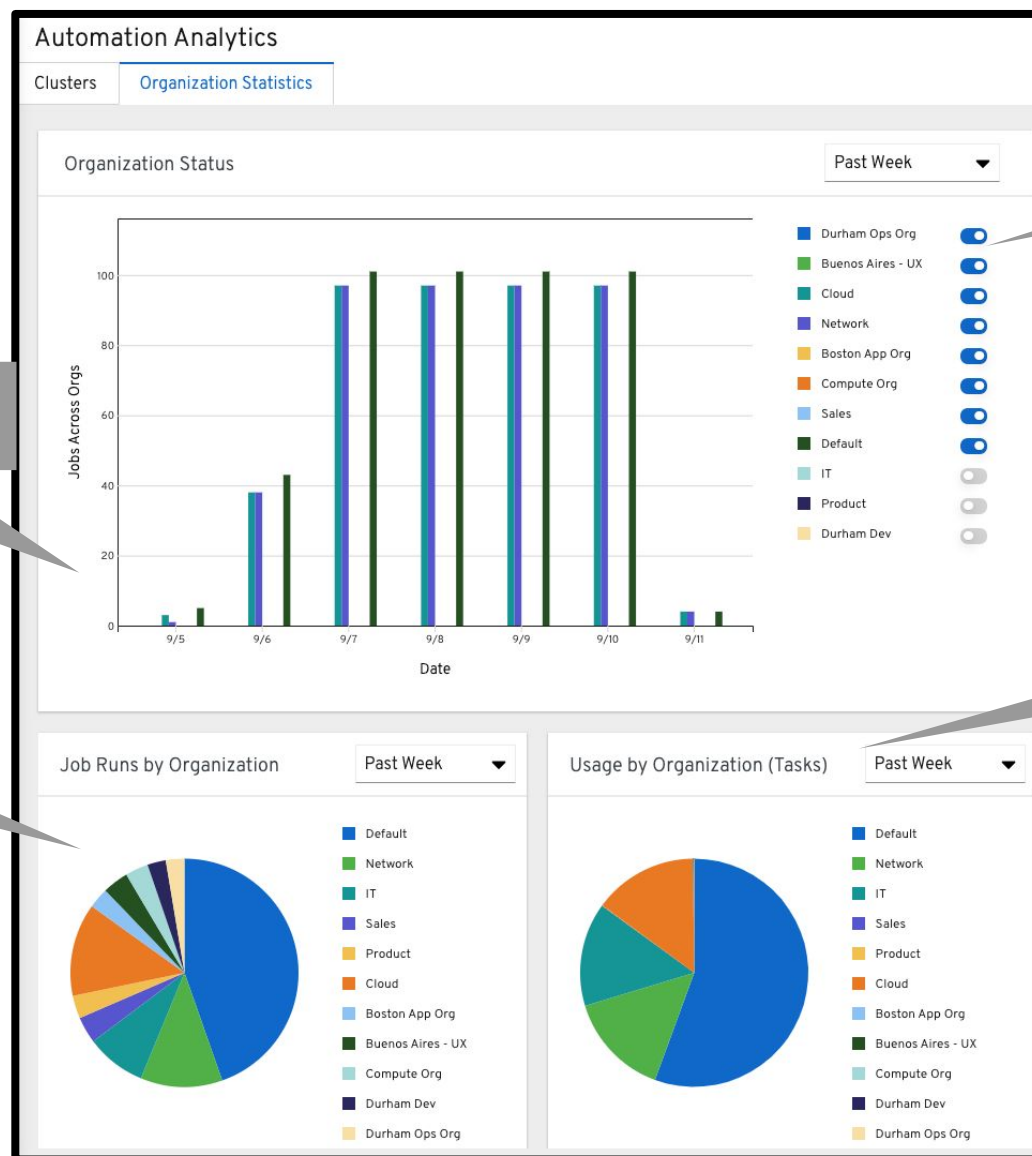 Automation Analytics
Clusters
Organization Statistics
Organization Status
Past Week
Jobs Across Orgs
100
80
60
40
20
0
9/5
9/6
9/7
9/8
9/9
9/10
9/11
Date
Durham Ops Org
Buenos Aires - UX
Cloud
Network
Boston App Org
Compute Org
Sales
Default
IT
Product
Durham Dev
Job Runs by Organization
Past Week
Default
Network
IT
Sales
Product
Cloud
Boston App Org
Buenos Aires - UX
Compute Org
Durham Dev
Durham Ops Org
Usage by Organization (Tasks)
Past Week
Default
Network
IT
Sales
Product
Cloud
Boston App Org
Buenos Aires - UX
Compute Org
Durham Dev
Durham Ops Org